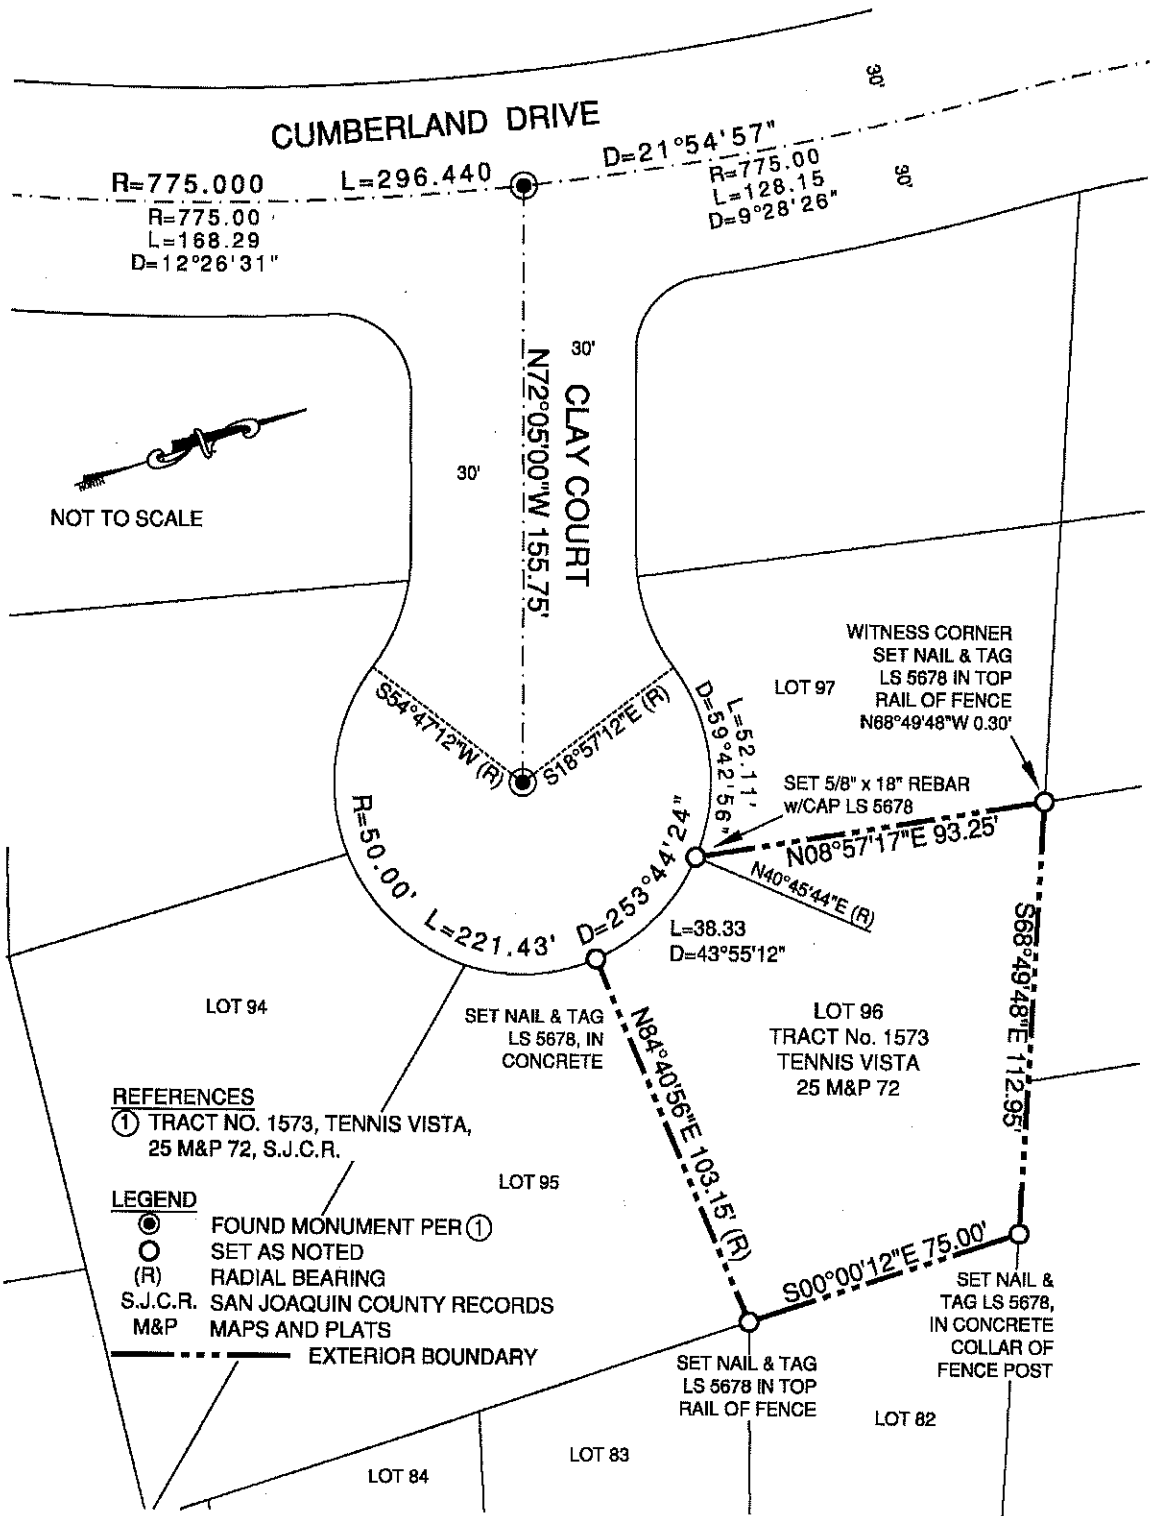 30'
CUMBERLAND DRIVE
D=21°54'57"
R=775.000
L=296.440
R=775.00
L=128.15
D=9°28'26"
30'
R=775.00
L=168.29
D=12°26'31"
30'
N72°05'00"W 155.75'
CLAY COURT
30'
NORTH
NOT TO SCALE
WITNESS CORNER
SET NAIL & TAG
LS 5678 IN TOP
RAIL OF FENCE
N68°49'48"W 0.30'
LOT 97
S54°47'12"W (R)
S18°57'12"E (R)
L=52.11'
D=59°42'56"
SET 5/8" x 18" REBAR
w/CAP LS 5678
N08°57'17"E 93.25'
N40°45'44"E (R)
R=50.00'
L=221.43'
D=253°44'24"
L=38.33
D=43°55'12"
S68°49'48"E 112.95'
LOT 94
SET NAIL & TAG
LS 5678, IN
CONCRETE
N84°40'56"E 103.15' (R)
LOT 96
TRACT No. 1573
TENNIS VISTA
25 M&P 72
REFERENCES
1 TRACT NO. 1573, TENNIS VISTA,
25 M&P 72, S.J.C.R.
LOT 95
LEGEND
FOUND MONUMENT PER 1
SET AS NOTED
(R) RADIAL BEARING
S.J.C.R. SAN JOAQUIN COUNTY RECORDS
M&P MAPS AND PLATS
EXTERIOR BOUNDARY
S00°00'12"E 75.00'
SET NAIL &
TAG LS 5678,
IN CONCRETE
COLLAR OF
FENCE POST
SET NAIL & TAG
LS 5678 IN TOP
RAIL OF FENCE
LOT 82
LOT 83
LOT 84